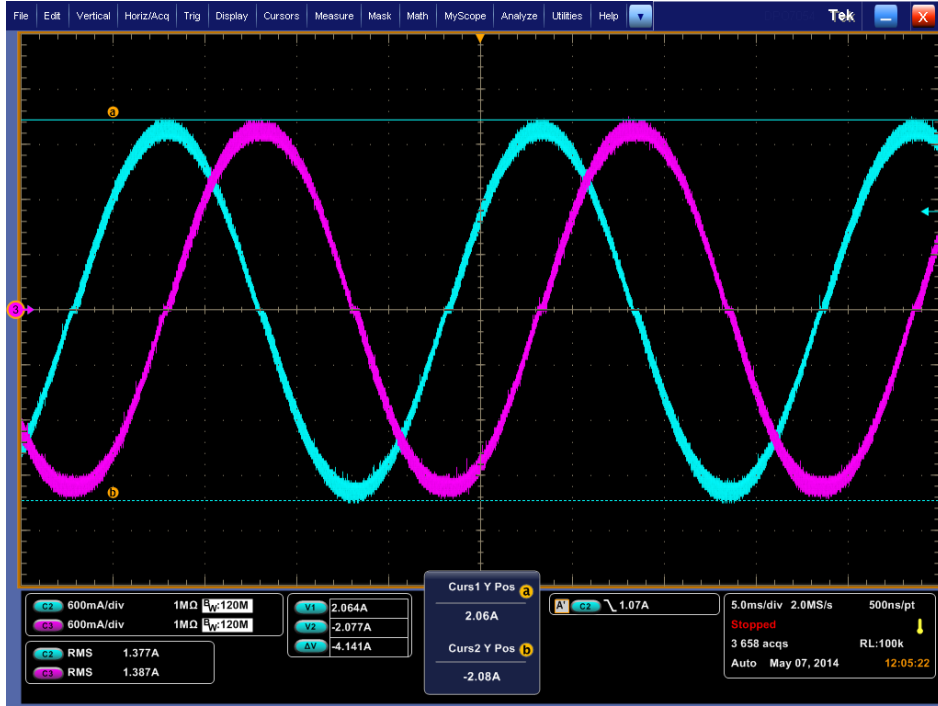 File Edit Vertical Horiz/Acq Trig Display Cursors Measure Mask Math MyScope Analyze Utilities Help Tek X
a
3
b
C2 600mA/div 1MΩ BW:120M
C3 600mA/div 1MΩ BW:120M
C2 RMS 1.377A
C3 RMS 1.387A
V1 2.064A
V2 -2.077A
ΔV -4.141A
Curs1 Y Pos a
2.06A
Curs2 Y Pos b
-2.08A
A' C2 1.07A
5.0ms/div 2.0MS/s 500ns/pt
Stopped
3 658 acqs RL:100k
Auto May 07, 2014 12:05:22